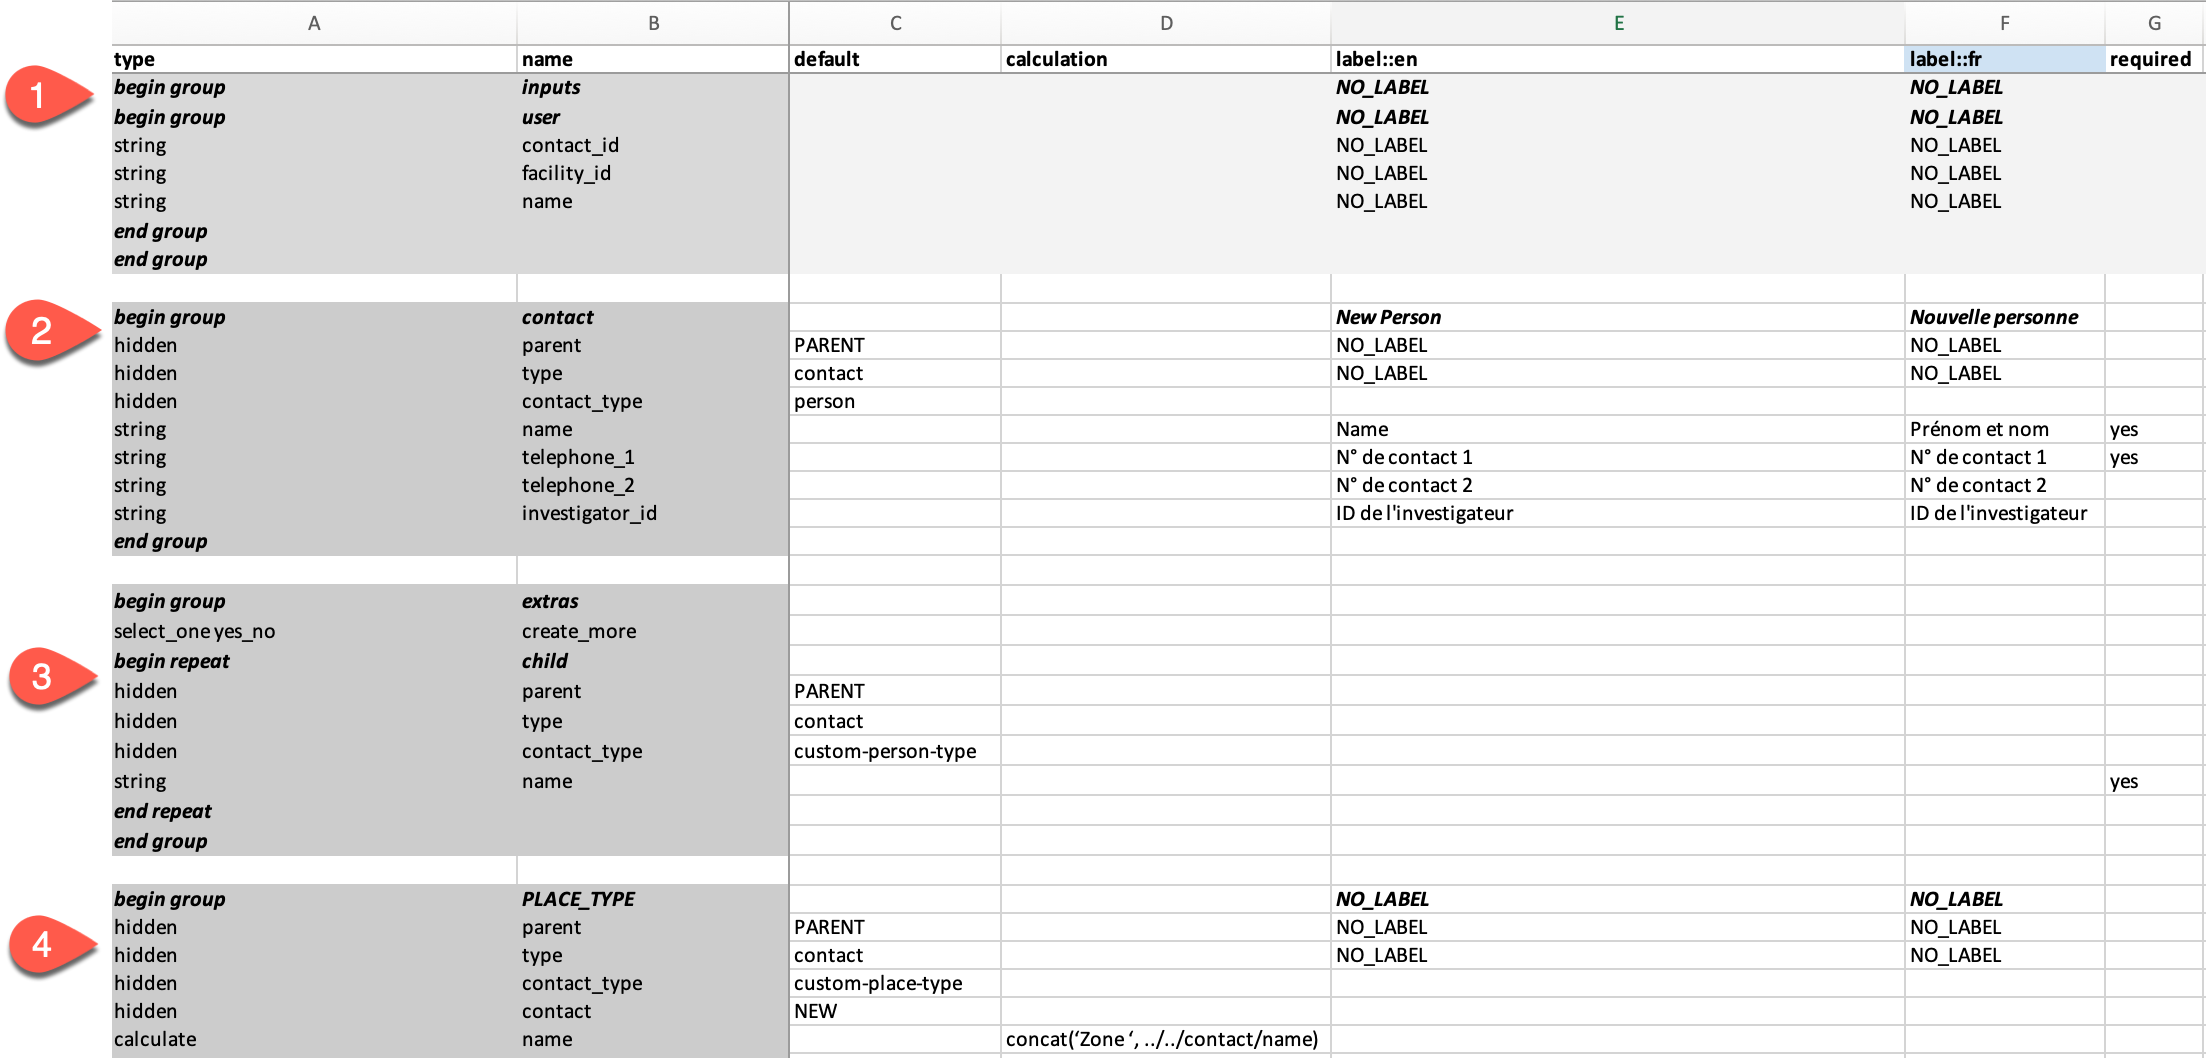 A B C D E F G
type name default calculation label::en label::fr required
1
begin group inputs NO_LABEL NO_LABEL
begin group user NO_LABEL NO_LABEL
string contact_id NO_LABEL NO_LABEL
string facility_id NO_LABEL NO_LABEL
string name NO_LABEL NO_LABEL
end group
end group
2
begin group contact New Person Nouvelle personne
hidden parent PARENT NO_LABEL NO_LABEL
hidden type contact NO_LABEL NO_LABEL
hidden contact_type person
string name Name Prénom et nom yes
string telephone_1 N° de contact 1 N° de contact 1 yes
string telephone_2 N° de contact 2 N° de contact 2
string investigator_id ID de l'investigateur ID de l'investigateur
end group
begin group extras
select_one yes_no create_more
begin repeat child
3
hidden parent PARENT
hidden type contact
hidden contact_type custom-person-type
string name yes
end repeat
end group
begin group PLACE_TYPE NO_LABEL NO_LABEL
hidden parent PARENT NO_LABEL NO_LABEL
4
hidden type contact NO_LABEL NO_LABEL
hidden contact_type custom-place-type
hidden contact NEW
calculate name concat(‘Zone ‘, ../../contact/name)